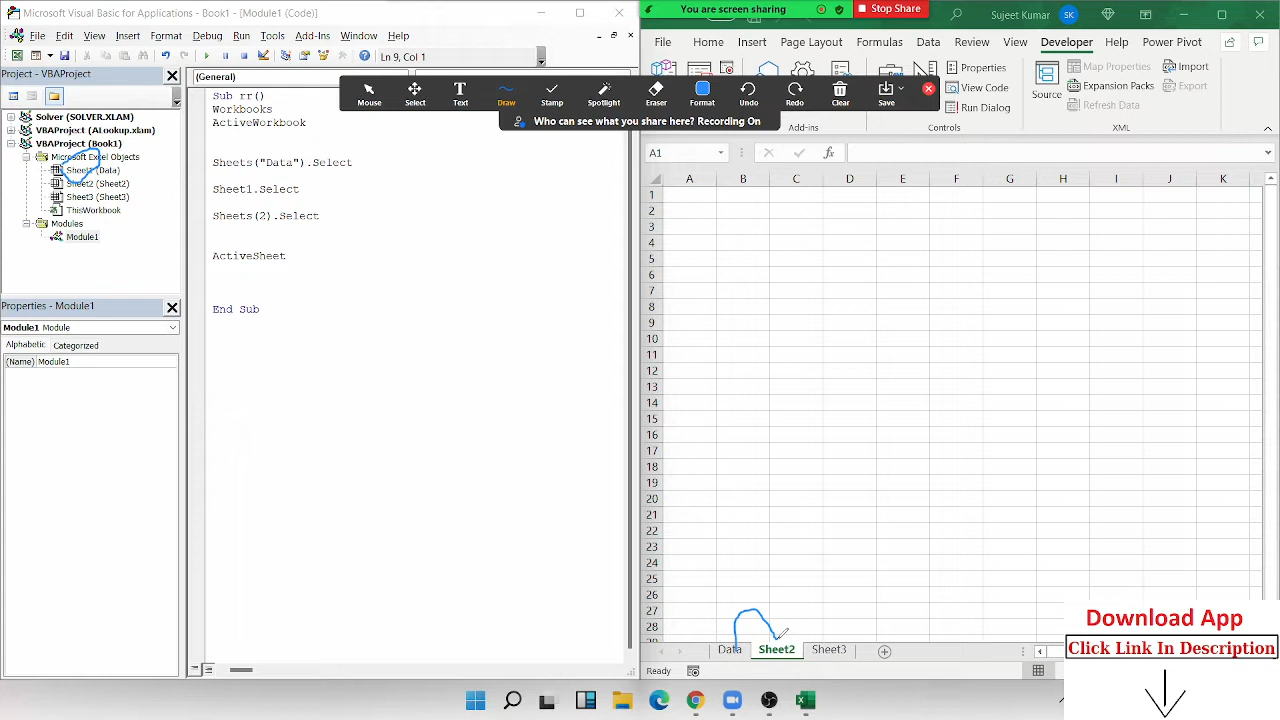 Microsoft Visual Basic for Applications - Book1 - [Module1 (Code)]
File Edit View Insert Format Debug Run Tools Add-Ins Window Help
Ln 9, Col 1
Project - VBAProject
Solver (SOLVER.XLAM)
VBAProject (ALookup.xlam)
VBAProject (Book1)
Microsoft Excel Objects
Sheet1 (Data)
Sheet2 (Sheet2)
Sheet3 (Sheet3)
ThisWorkbook
Modules
Module1
Properties - Module1
Module1 Module
Alphabetic Categorized
(Name) Module1
(General)
Sub rr()
Workbooks
ActiveWorkbook
Sheets("Data").Select
Sheet1.Select
Sheets(2).Select
ActiveSheet
End Sub
You are screen sharing Stop Share
Mouse Select Text Draw Stamp Spotlight Eraser Format Undo Redo Clear Save
Who can see what you share here? Recording On
Sujeet Kumar SK
File Home Insert Page Layout Formulas Data Review View Developer Help Power Pivot
Add-ins
Properties
View Code
Run Dialog
Controls
Source
Map Properties
Expansion Packs
Refresh Data
Import
Export
XML
A1 fx
A B C D E F G H I J K
1
2
3
4
5
6
7
8
9
10
11
12
13
14
15
16
17
18
19
20
21
22
23
24
25
26
27
28
29
Data Sheet2 Sheet3
Ready
Download App
Click Link In Description